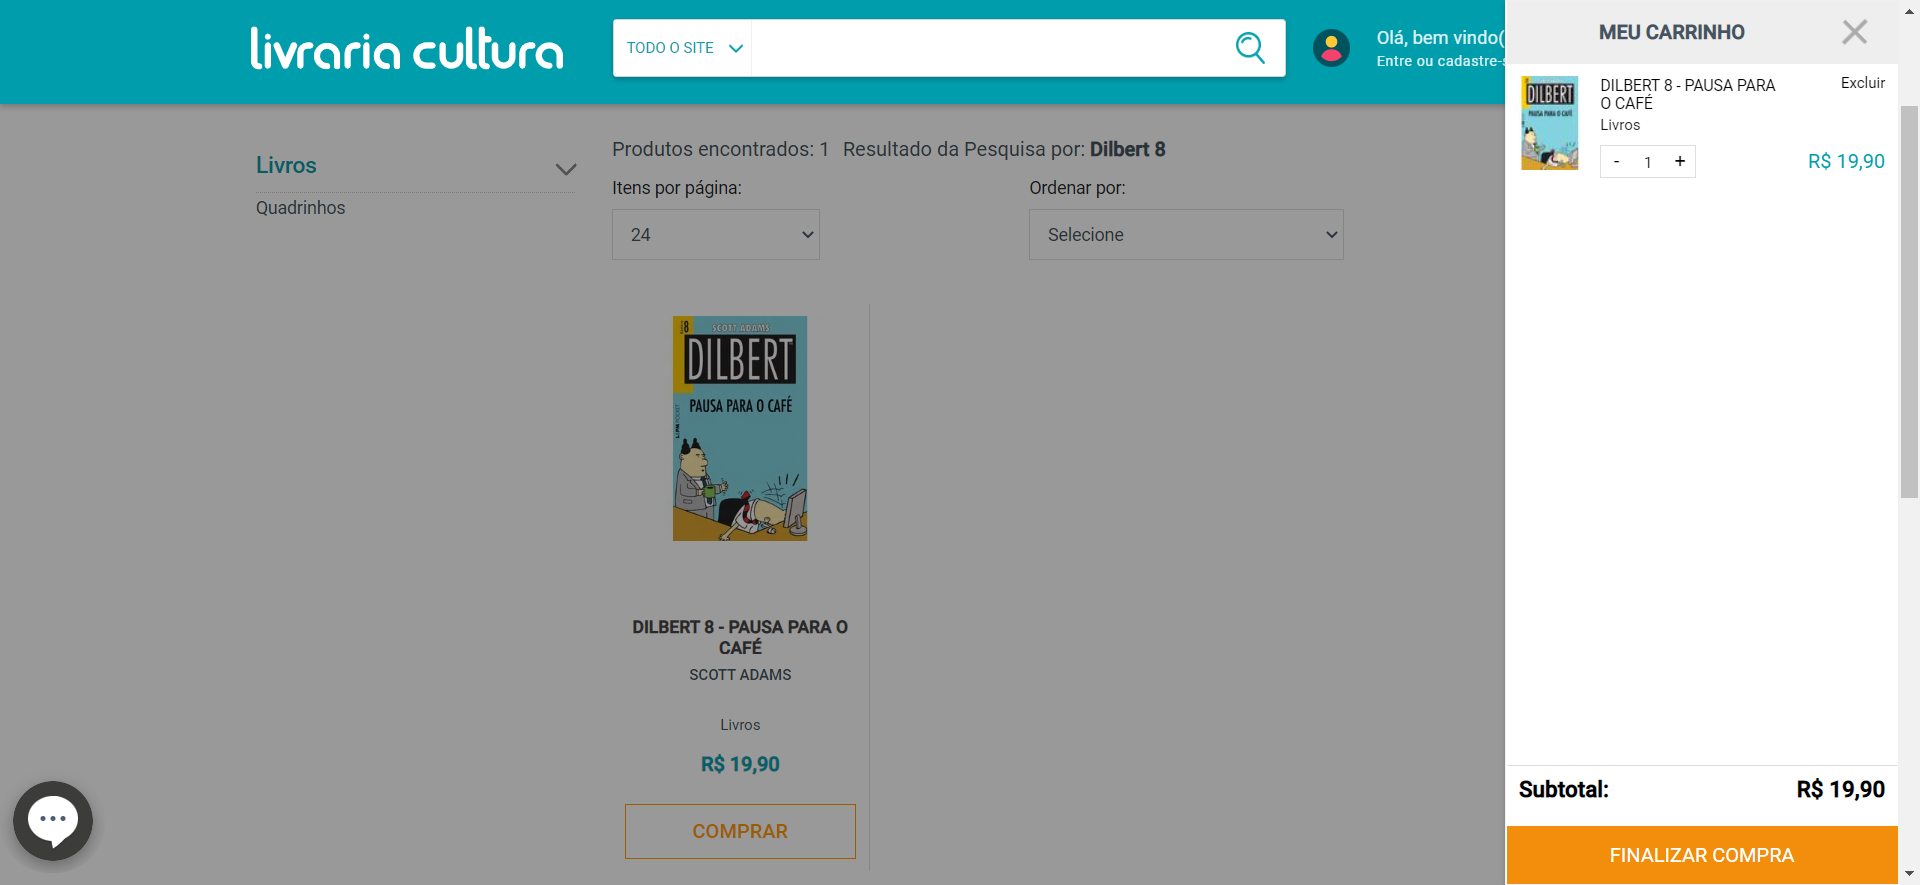 livraria cultura
TODO O SITE
Olá, bem vindo(
Entre ou cadastre-s
Livros
Quadrinhos
Produtos encontrados: 1 Resultado da Pesquisa por: Dilbert 8
Itens por página:
Ordenar por:
24
Selecione
8
SCOTT ADAMS
DILBERT
PAUSA PARA O CAFÉ
DILBERT 8 - PAUSA PARA O
CAFÉ
SCOTT ADAMS
Livros
R$ 19,90
COMPRAR
MEU CARRINHO
DILBERT
PAUSA PARA O CAFÉ
DILBERT 8 - PAUSA PARA
O CAFÉ
Excluir
Livros
- 1 +
R$ 19,90
Subtotal:
R$ 19,90
FINALIZAR COMPRA